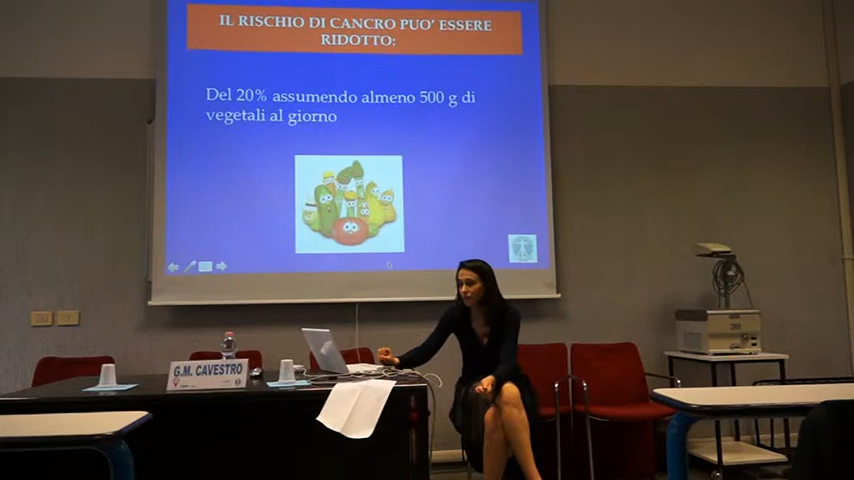 IL RISCHIO DI CANCRO PUO' ESSERE
RIDOTTO:
Del 20% assumendo almeno 500 g di
vegetali al giorno
G.M. CAVESTRO